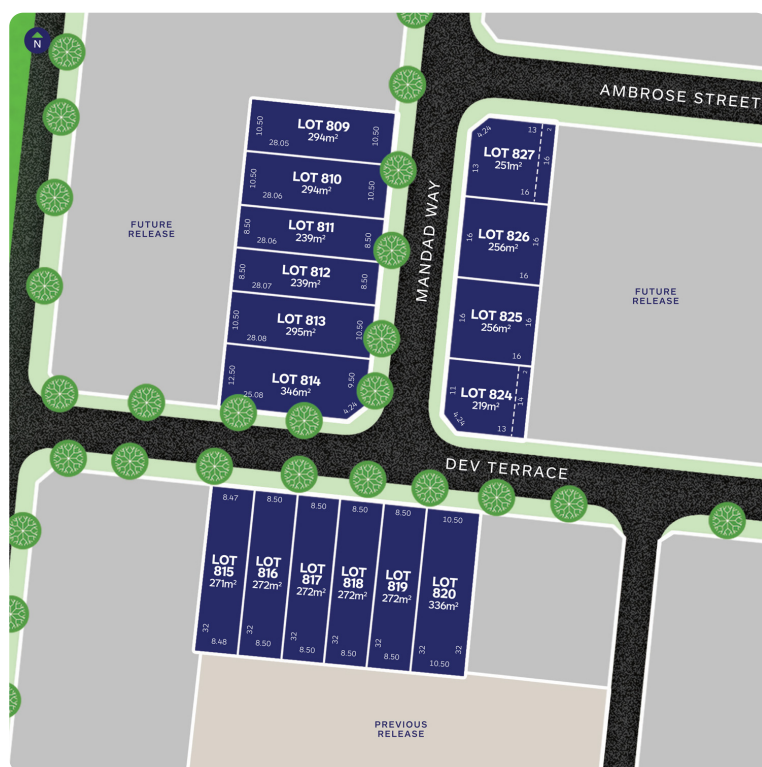 N
AMBROSE STREET
MANDAD WAY
DEV TERRACE
FUTURE
RELEASE
LOT 809
294m²
10.50
10.50
28.05
LOT 810
294m²
10.50
10.50
28.06
LOT 811
239m²
8.50
8.50
28.06
LOT 812
239m²
8.50
8.50
28.07
LOT 813
295m²
10.50
10.50
28.08
LOT 814
346m²
12.50
9.50
25.08
4.24
4.24
13
2
LOT 827
251m²
13
16
16
LOT 826
256m²
16
16
16
LOT 825
256m²
16
16
16
LOT 824
219m²
11
2
14
4.24
13
FUTURE
RELEASE
8.47
LOT
815
271m²
32
8.48
8.50
LOT
816
272m²
32
8.50
8.50
LOT
817
272m²
32
8.50
8.50
LOT
818
272m²
32
8.50
8.50
LOT
819
272m²
32
8.50
10.50
LOT
820
336m²
32
32
10.50
PREVIOUS
RELEASE